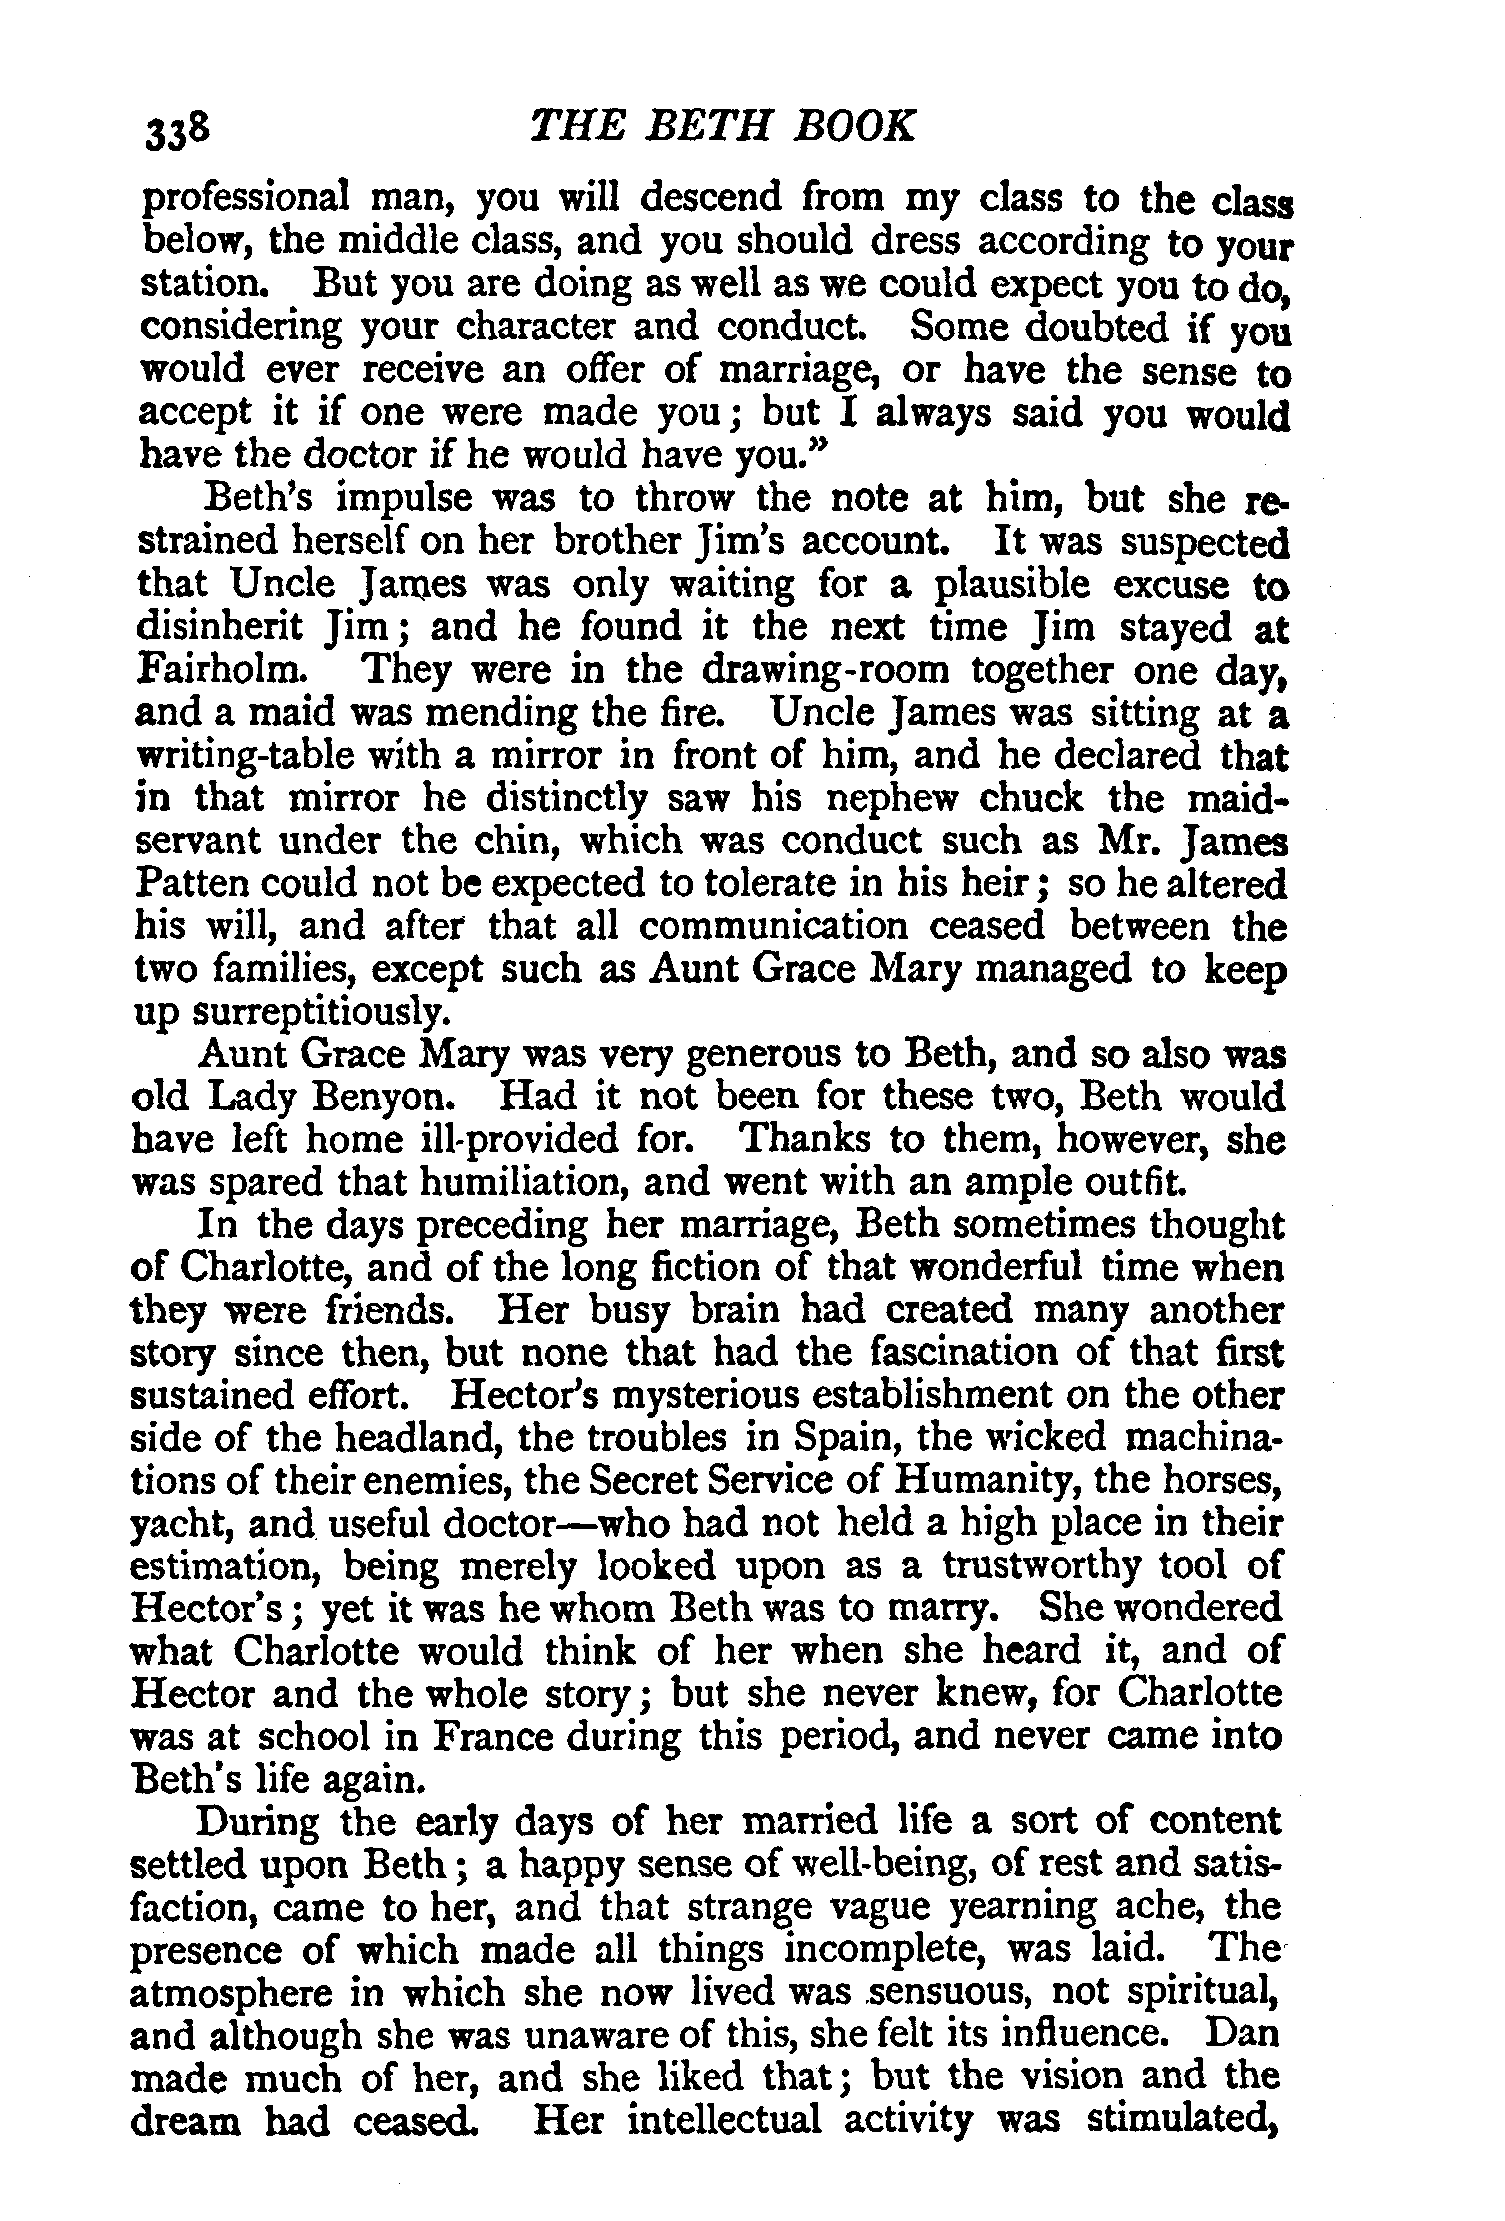 338 THE BETH BOOK
professional man, you will descend from my class to the class
below, the middle class, and you should dress according to your
station. But you are doing as well as we could expect you to do,
considering your character and conduct. Some doubted if you
would ever receive an offer of marriage, or have the sense to
accept it if one were made you; but I always said you would
have the doctor if he would have you."
Beth's impulse was to throw the note at him, but she re-
strained herself on her brother Jim's account. It was suspected
that Uncle James was only waiting for a plausible excuse to
disinherit Jim; and he found it the next time Jim stayed at
Fairholm. They were in the drawing-room together one day,
and a maid was mending the fire. Uncle James was sitting at a
writing-table with a mirror in front of him, and he declared that
in that mirror he distinctly saw his nephew chuck the maid-
servant under the chin, which was conduct such as Mr. James
Patten could not be expected to tolerate in his heir; so he altered
his will, and after that all communication ceased between the
two families, except such as Aunt Grace Mary managed to keep
up surreptitiously.
Aunt Grace Mary was very generous to Beth, and so also was
old Lady Benyon. Had it not been for these two, Beth would
have left home ill-provided for. Thanks to them, however, she
was spared that humiliation, and went with an ample outfit.
In the days preceding her marriage, Beth sometimes thought
of Charlotte, and of the long fiction of that wonderful time when
they were friends. Her busy brain had created many another
story since then, but none that had the fascination of that first
sustained effort. Hector's mysterious establishment on the other
side of the headland, the troubles in Spain, the wicked machina-
tions of their enemies, the Secret Service of Humanity, the horses,
yacht, and useful doctor—who had not held a high place in their
estimation, being merely looked upon as a trustworthy tool of
Hector's; yet it was he whom Beth was to marry. She wondered
what Charlotte would think of her when she heard it, and of
Hector and the whole story; but she never knew, for Charlotte
was at school in France during this period, and never came into
Beth's life again.
During the early days of her married life a sort of content
settled upon Beth; a happy sense of well-being, of rest and satis-
faction, came to her, and that strange vague yearning ache, the
presence of which made all things incomplete, was laid. The
atmosphere in which she now lived was sensuous, not spiritual,
and although she was unaware of this, she felt its influence. Dan
made much of her, and she liked that; but the vision and the
dream had ceased. Her intellectual activity was stimulated,